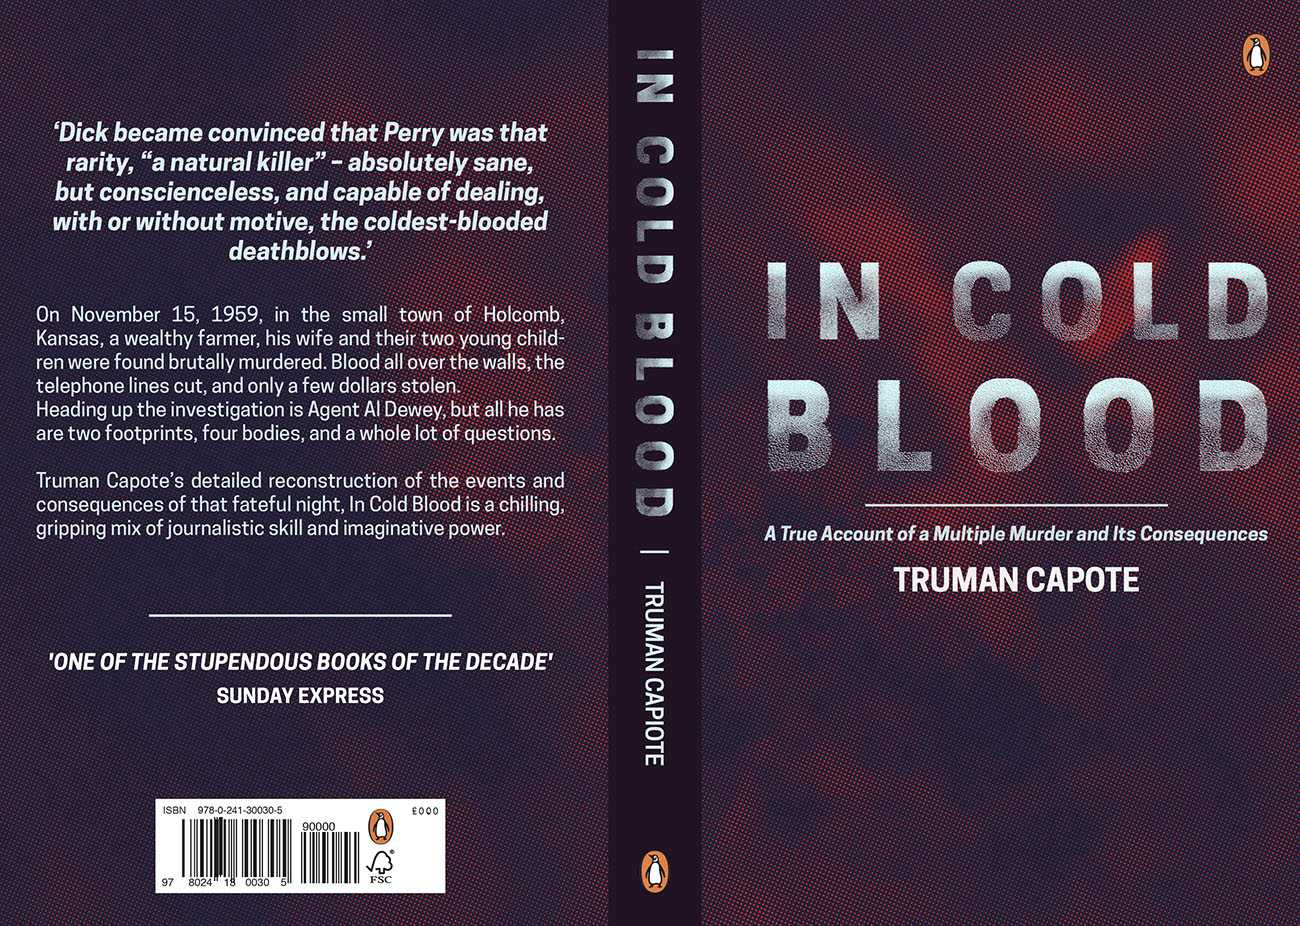 ‘Dick became convinced that Perry was that
rarity, “a natural killer” – absolutely sane,
but conscienceless, and capable of dealing,
with or without motive, the coldest-blooded
deathblows.’
On November 15, 1959, in the small town of Holcomb,
Kansas, a wealthy farmer, his wife and their two young child-
ren were found brutally murdered. Blood all over the walls, the
telephone lines cut, and only a few dollars stolen.
Heading up the investigation is Agent Al Dewey, but all he has
are two footprints, four bodies, and a whole lot of questions.
Truman Capote’s detailed reconstruction of the events and
consequences of that fateful night, In Cold Blood is a chilling,
gripping mix of journalistic skill and imaginative power.
'ONE OF THE STUPENDOUS BOOKS OF THE DECADE'
SUNDAY EXPRESS
ISBN 978-0-241-30030-5
£000
90000
97 8024 18 0030 5
FSC
®
IN COLD BLOOD
TRUMAN CAPIOTE
IN COLD
BLOOD
A True Account of a Multiple Murder and Its Consequences
TRUMAN CAPOTE